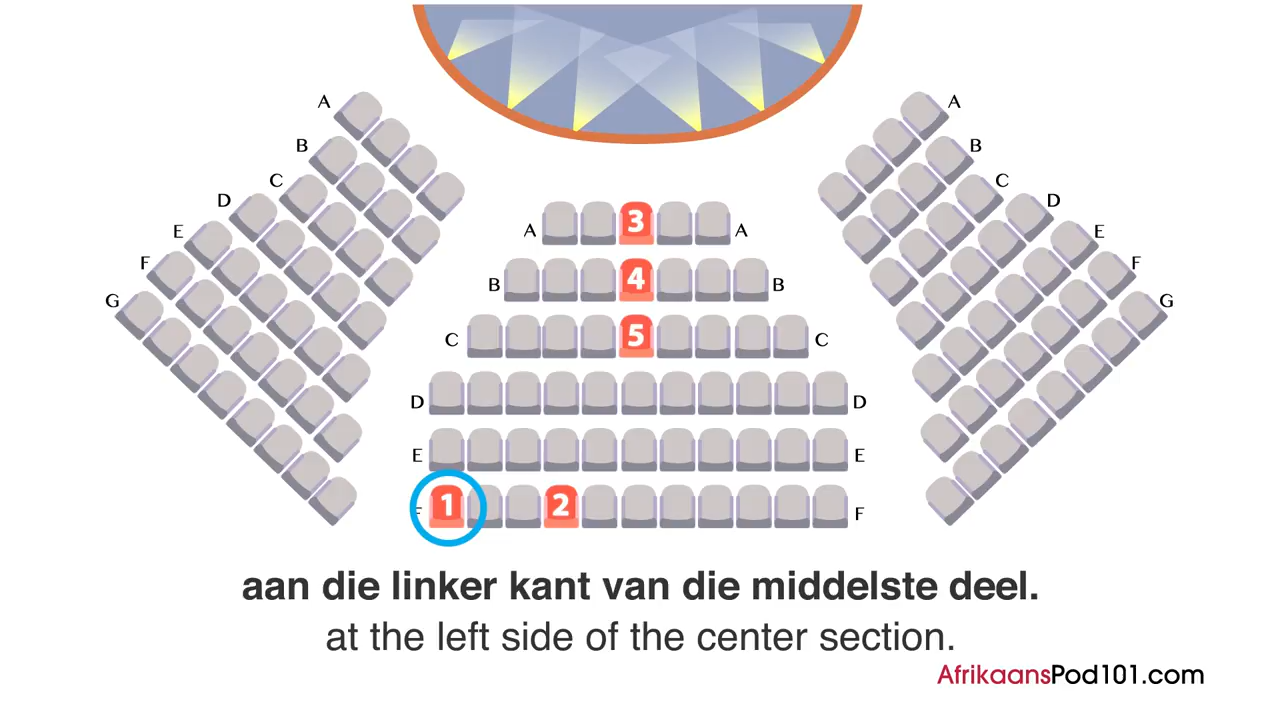 A
B
C
D
E
F
G
A
B
C
D
E
F
G
A 3 A
B 4 B
C 5 C
D D
E E
F 1 2 F
aan die linker kant van die middelste deel.
at the left side of the center section.
AfrikaansPod101.com